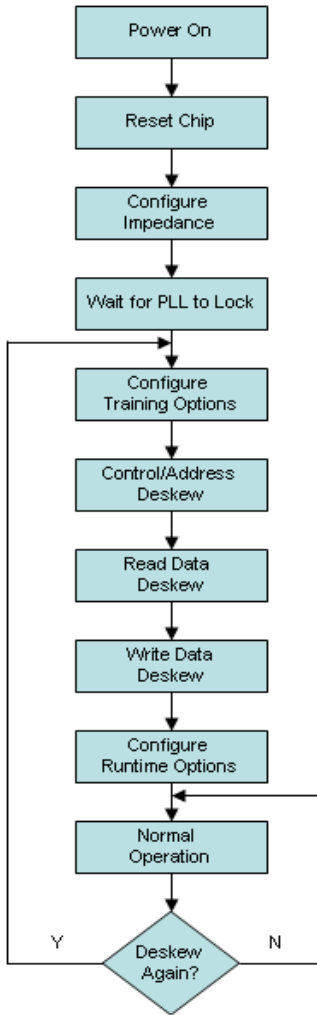 Power On
Reset Chip
Configure
Impedance
Wait for PLL to Lock
Configure
Training Options
Control/Address
Deskew
Read Data
Deskew
Write Data
Deskew
Configure
Runtime Options
Normal
Operation
Y
Deskew
Again?
N